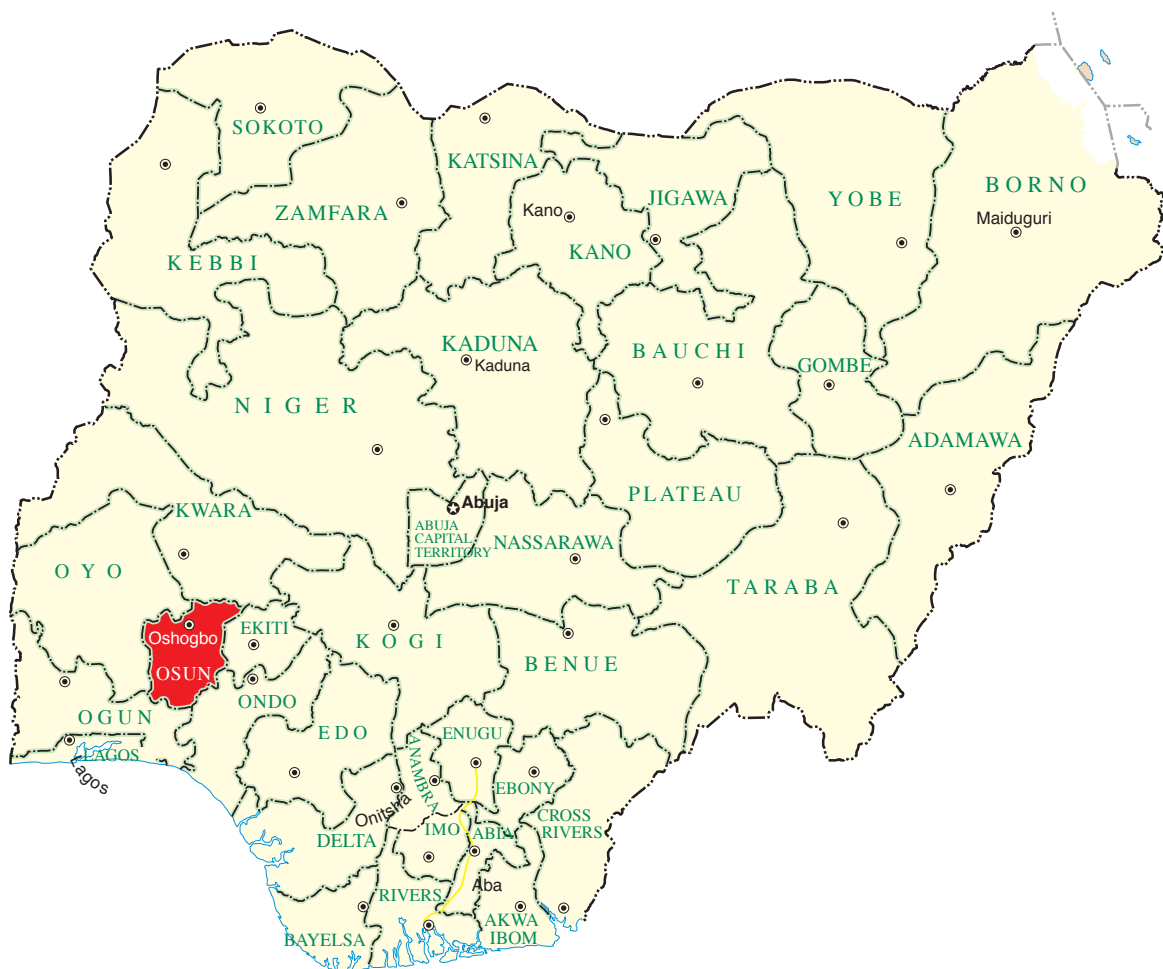 SOKOTO
KATSINA
ZAMFARA
JIGAWA
YOBE
BORNO
Kano
Maiduguri
KANO
KEBBI
KADUNA
Kaduna
BAUCHI
GOMBE
NIGER
ADAMAWA
PLATEAU
Abuja
KWARA
ABUJA
CAPITAL
TERRITORY
NASSARAWA
OYO
TARABA
EKITI
Oshogbo
KOGI
BENUE
OSUN
ONDO
OGUN
EDO
ENUGU
ANAMBRA
LAGOS
Lagos
EBONY
Onitsha
CROSS
RIVERS
IMO
ABIA
DELTA
Aba
RIVERS
AKWA
IBOM
BAYELSA